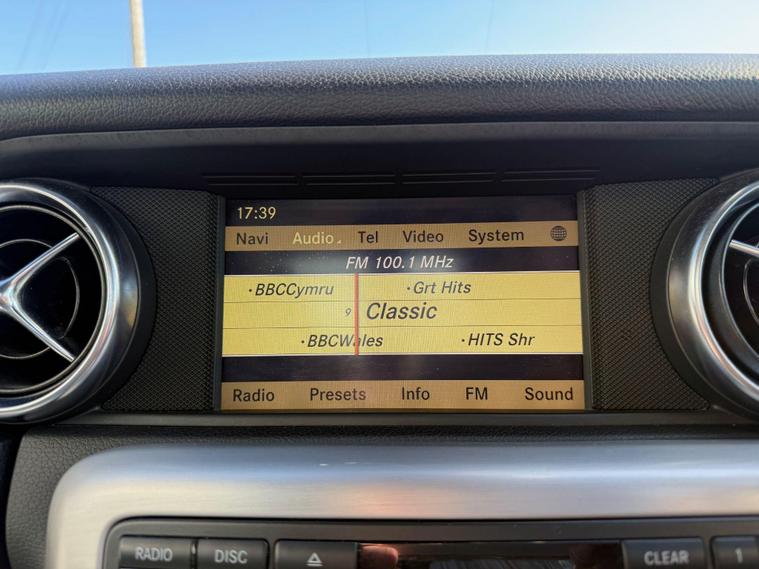 17:39
Navi Audio Tel Video System
FM 100.1 MHz
·BBCCymru ·Grt Hits
9 Classic
·BBCWales ·HITS Shr
Radio Presets Info FM Sound
RADIO DISC CLEAR 1